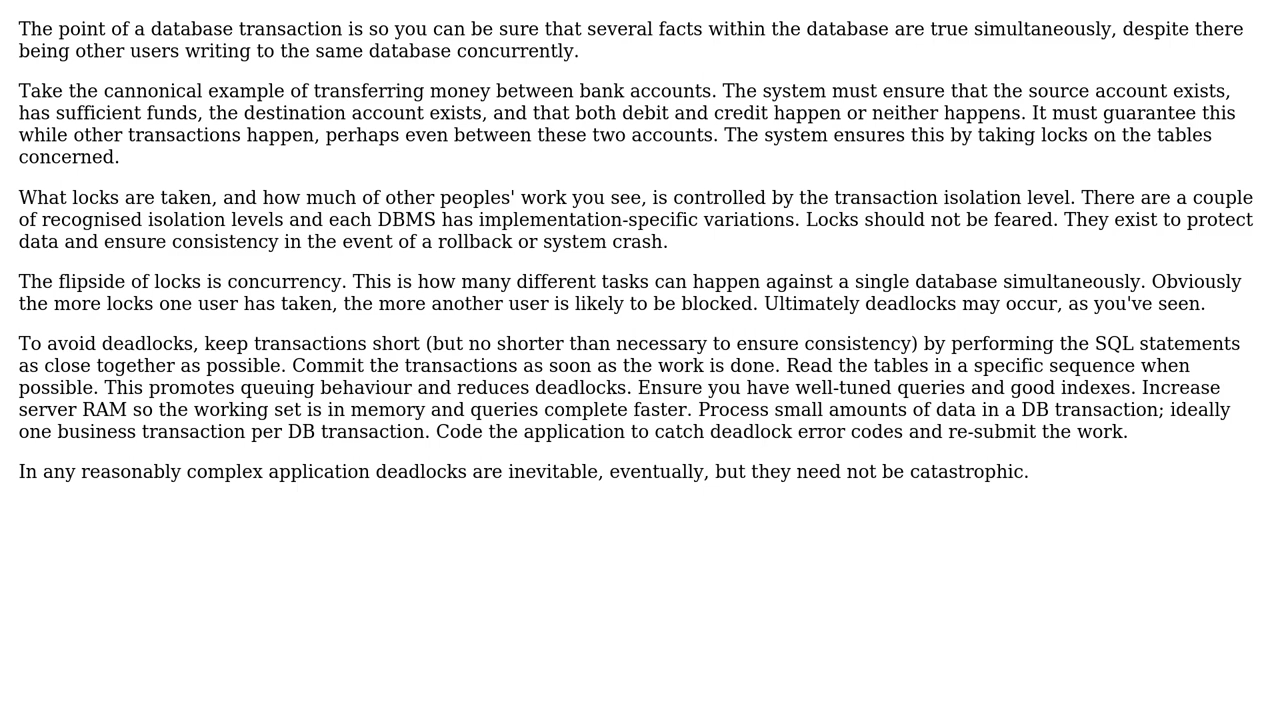 The point of a database transaction is so you can be sure that several facts within the database are true simultaneously, despite there
being other users writing to the same database concurrently.
Take the cannonical example of transferring money between bank accounts. The system must ensure that the source account exists,
has sufficient funds, the destination account exists, and that both debit and credit happen or neither happens. It must guarantee this
while other transactions happen, perhaps even between these two accounts. The system ensures this by taking locks on the tables
concerned.
What locks are taken, and how much of other peoples' work you see, is controlled by the transaction isolation level. There are a couple
of recognised isolation levels and each DBMS has implementation-specific variations. Locks should not be feared. They exist to protect
data and ensure consistency in the event of a rollback or system crash.
The flipside of locks is concurrency. This is how many different tasks can happen against a single database simultaneously. Obviously
the more locks one user has taken, the more another user is likely to be blocked. Ultimately deadlocks may occur, as you've seen.
To avoid deadlocks, keep transactions short (but no shorter than necessary to ensure consistency) by performing the SQL statements
as close together as possible. Commit the transactions as soon as the work is done. Read the tables in a specific sequence when
possible. This promotes queuing behaviour and reduces deadlocks. Ensure you have well-tuned queries and good indexes. Increase
server RAM so the working set is in memory and queries complete faster. Process small amounts of data in a DB transaction; ideally
one business transaction per DB transaction. Code the application to catch deadlock error codes and re-submit the work.
In any reasonably complex application deadlocks are inevitable, eventually, but they need not be catastrophic.